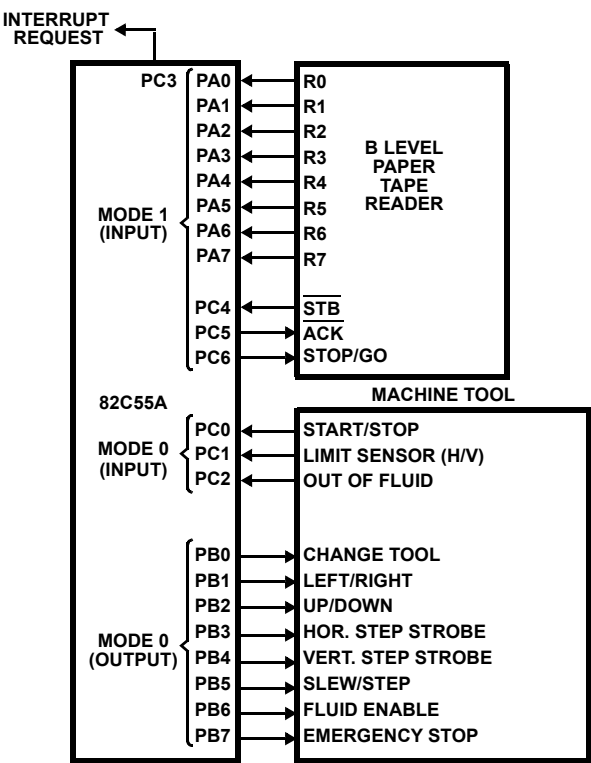 INTERRUPT
REQUEST
PC3 PA0 R0
PA1 R1
PA2 R2
PA3 R3
PA4 R4
PA5 R5
PA6 R6
PA7 R7
B LEVEL
PAPER
TAPE
READER
MODE 1
(INPUT)
PC4 STB
PC5 ACK
PC6 STOP/GO
MACHINE TOOL
82C55A
PC0 START/STOP
PC1 LIMIT SENSOR (H/V)
PC2 OUT OF FLUID
MODE 0
(INPUT)
PB0 CHANGE TOOL
PB1 LEFT/RIGHT
PB2 UP/DOWN
PB3 HOR. STEP STROBE
PB4 VERT. STEP STROBE
PB5 SLEW/STEP
PB6 FLUID ENABLE
PB7 EMERGENCY STOP
MODE 0
(OUTPUT)